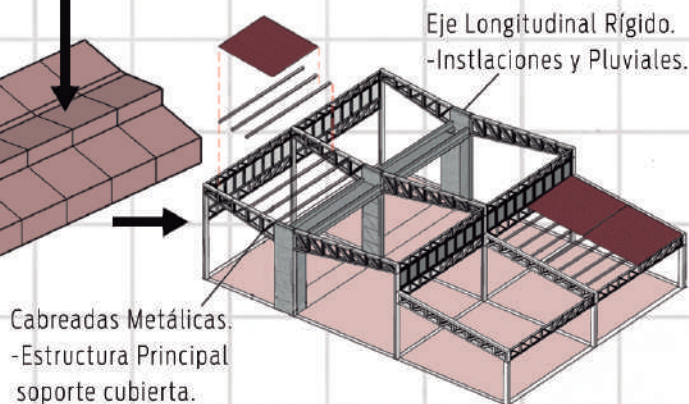 Eje Longitudinal Rígido.
-Instlaciones y Pluviales.
Cabreadas Metálicas.
-Estructura Principal
soporte cubierta.